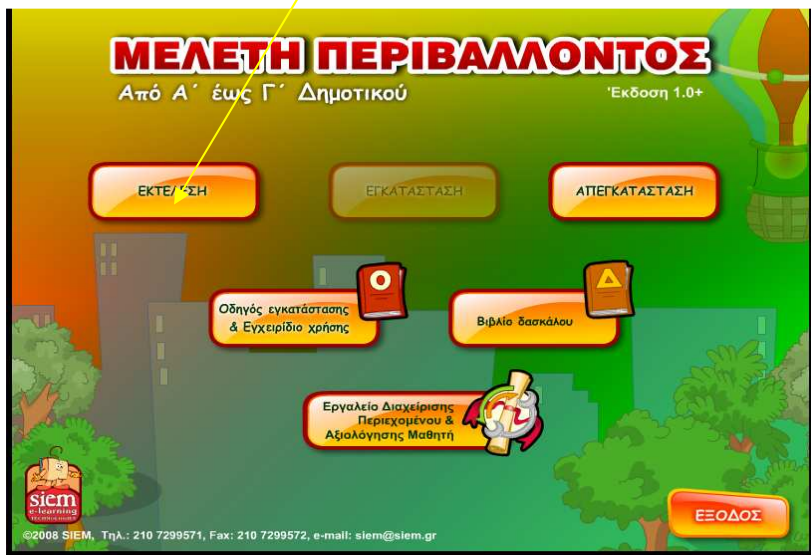 ΜΕΛΕΤΗ ΠΕΡΙΒΑΛΛΟΝΤΟΣ
Από Α΄ έως Γ΄ Δημοτικού
Έκδοση 1.0+
ΕΚΤΕΛΕΣΗ
ΕΓΚΑΤΑΣΤΑΣΗ
ΑΠΕΓΚΑΤΑΣΤΑΣΗ
Ο
Οδηγός εγκατάστασης
& Εγχειρίδιο χρήσης
Δ
Βιβλίο δασκάλου
Εργαλείο Διαχείρισης
Περιεχομένου &
Αξιολόγησης Μαθητή
siem
e-learning
TECHNOLOGIES
ΕΞΟΔΟΣ
©2008 SIEM, Τηλ.: 210 7299571, Fax: 210 7299572, e-mail: siem@siem.gr